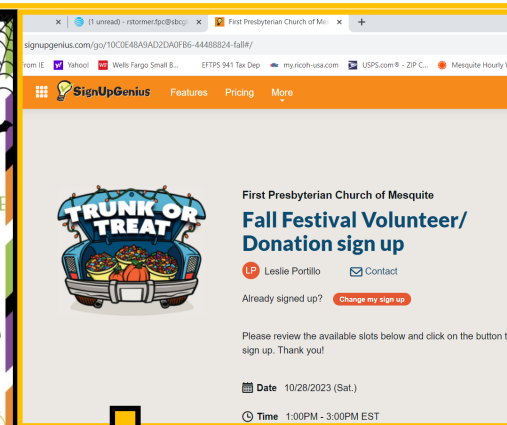 (1 unread) - rstormer.fpc@sbcg
First Presbyterian Church of Mes
signupgenius.com/go/10C0E48A9AD2DA0FB6-44488824-fall#/
rom IE Yahoo! Wells Fargo Small B... EFTPS 941 Tax Dep my.ricoh-usa.com USPS.com® - ZIP C... Mesquite Hourly
SignUpGenius Features Pricing More
First Presbyterian Church of Mesquite
TRUNK OR
TREAT
Fall Festival Volunteer/
Donation sign up
LP Leslie Portillo Contact
Already signed up? Change my sign up
Please review the available slots below and click on the button t
sign up. Thank you!
Date 10/28/2023 (Sat.)
Time 1:00PM - 3:00PM EST